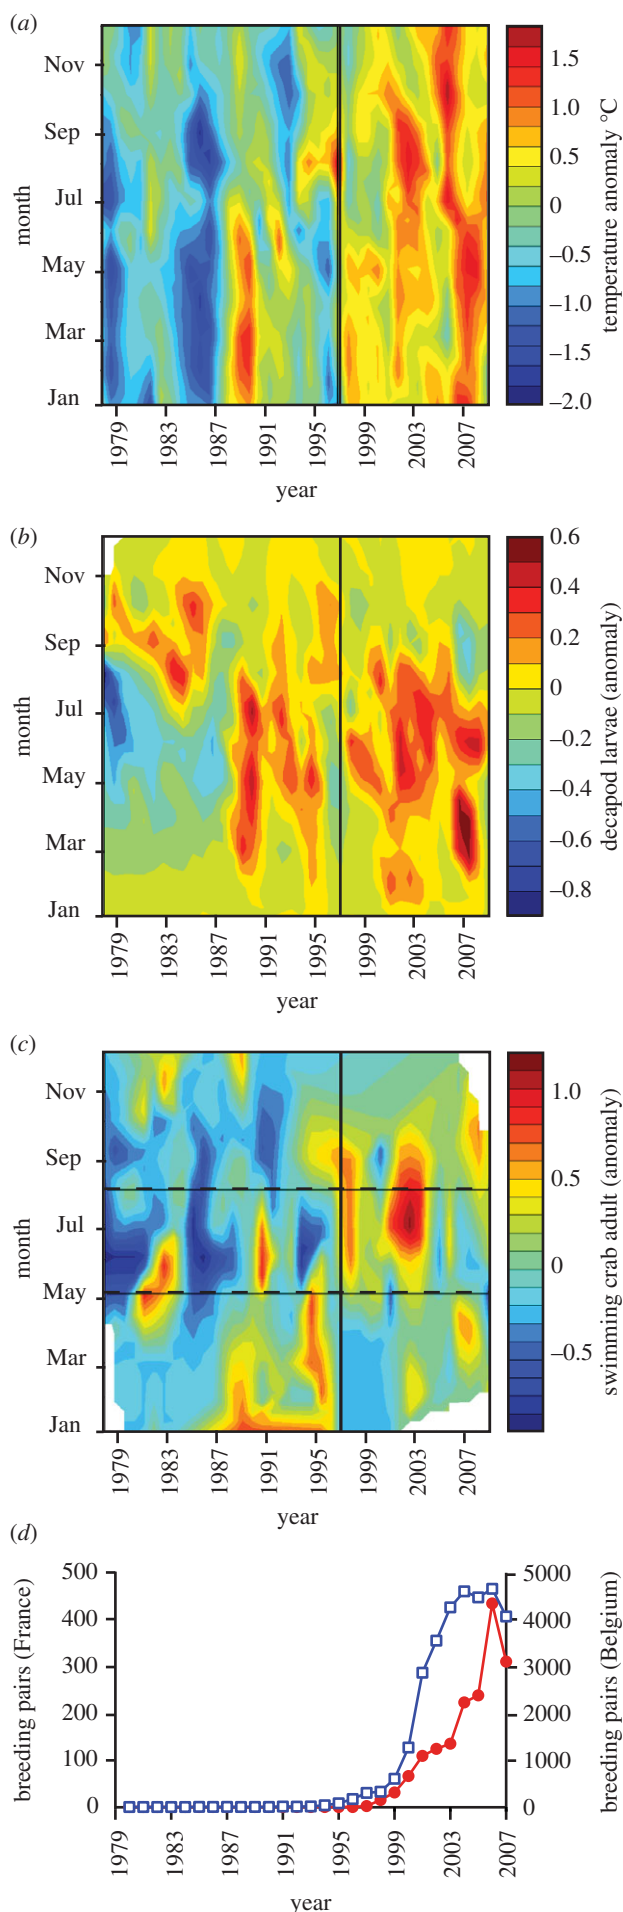 (a)
Nov
Sep
Jul
May
Mar
Jan
month
1979
1983
1987
1991
1995
1999
2003
2007
year
1.5
1.0
0.5
0
−0.5
−1.0
−1.5
−2.0
temperature anomaly °C
(b)
Nov
Sep
Jul
May
Mar
Jan
month
1979
1983
1987
1991
1995
1999
2003
2007
year
0.6
0.4
0.2
0
−0.2
−0.4
−0.6
−0.8
decapod larvae (anomaly)
(c)
Nov
Sep
Jul
May
Mar
Jan
month
1979
1983
1987
1991
1995
1999
2003
2007
year
1.0
0.5
0
−0.5
swimming crab adult (anomaly)
(d)
500
400
300
200
100
0
breeding pairs (France)
5000
4000
3000
2000
1000
0
breeding pairs (Belgium)
1979
1983
1987
1991
1995
1999
2003
2007
year